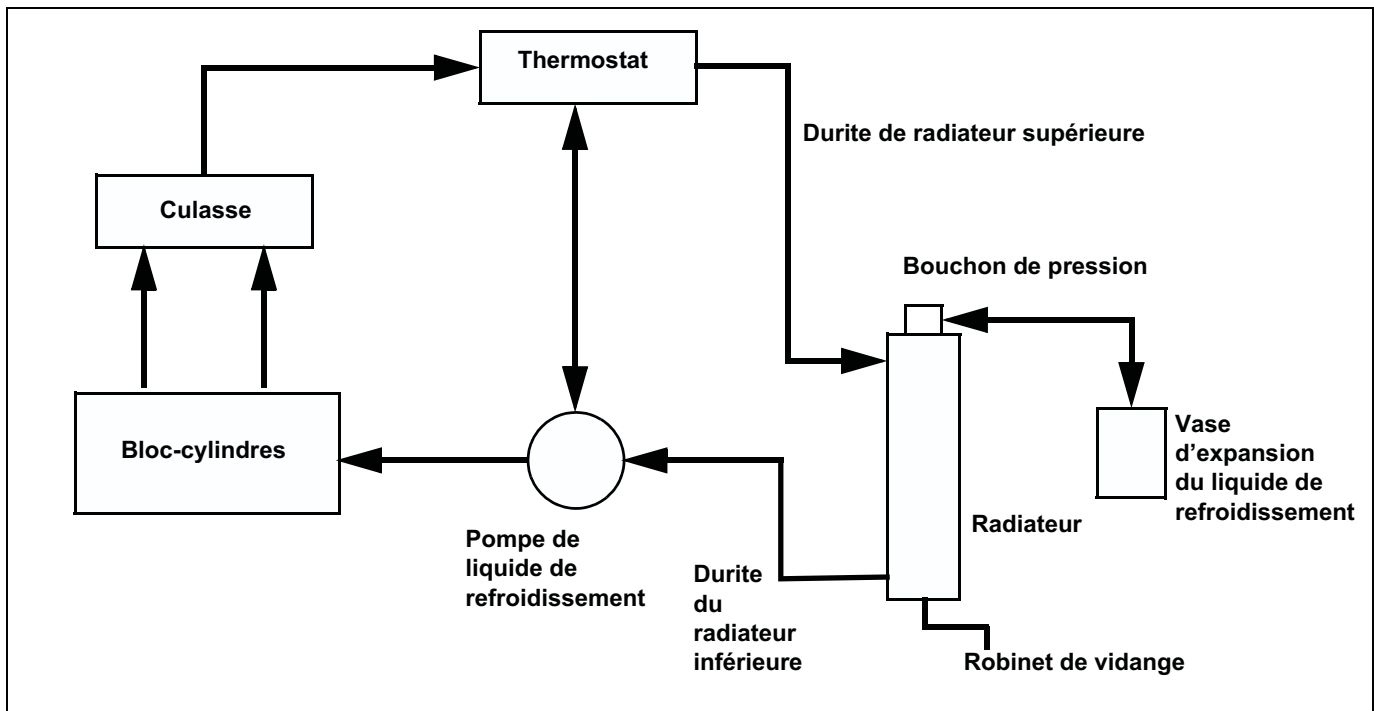 Thermostat
Durite de radiateur supérieure
Culasse
Bouchon de pression
Bloc-cylindres
Vase
d’expansion
du liquide de
refroidissement
Radiateur
Pompe de
liquide de
refroidissement
Durite
du
radiateur
inférieure
Robinet de vidange